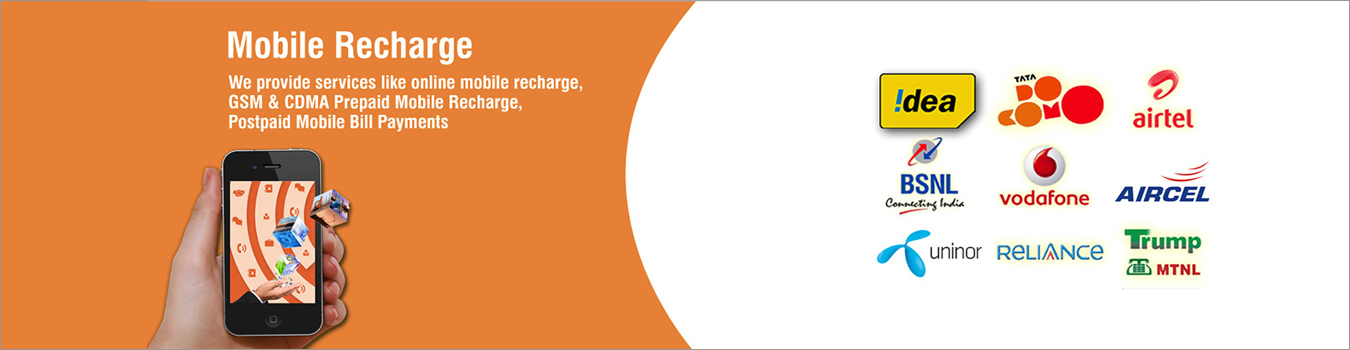 Mobile Recharge
We provide services like online mobile recharge,
GSM & CDMA Prepaid Mobile Recharge,
Postpaid Mobile Bill Payments
!dea
TATA
DOCOMO
airtel
BSNL
Connecting India
vodafone
AIRCEL
uninor
RELIANCE
Trump
MTNL